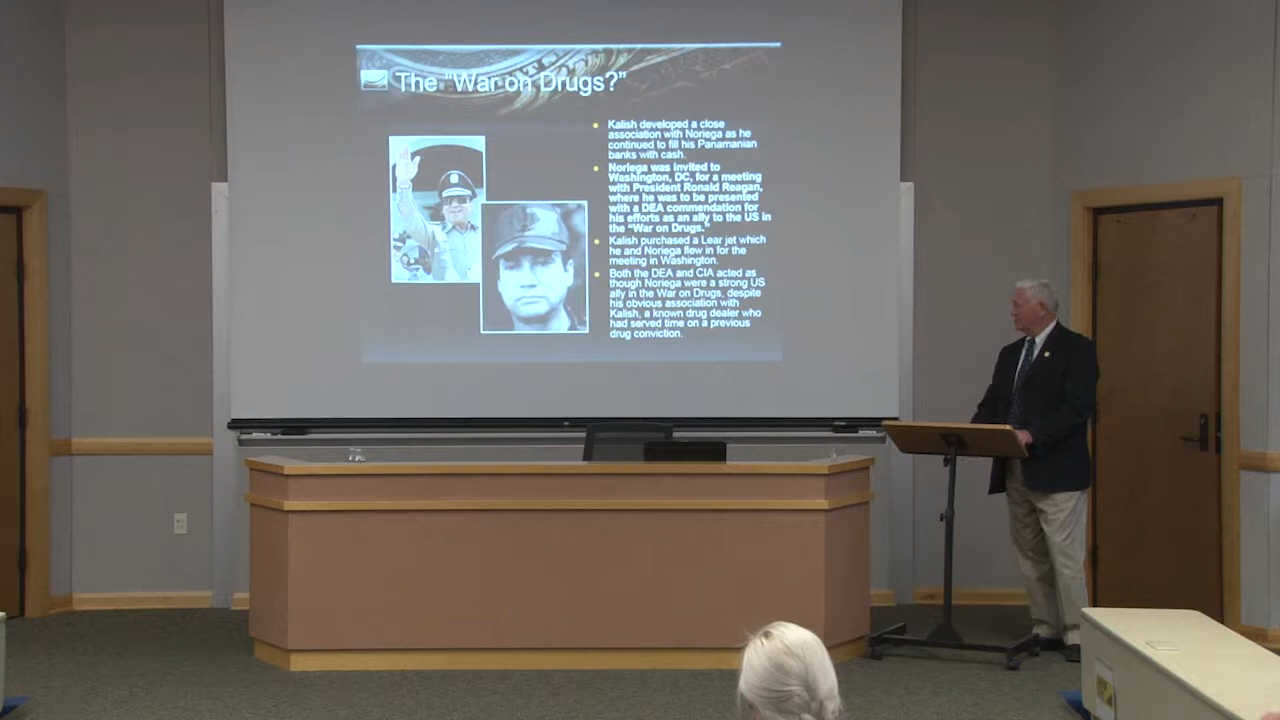 The "War on Drugs?"
Kalish developed a close
association with Noriega as he
continued to fill his Panamanian
banks with cash.
Noriega was invited to
Washington, DC, for a meeting
with President Ronald Reagan,
where he was to be presented
with a DEA commendation for
his efforts as an ally to the US in
the "War on Drugs."
Kalish purchased a Lear jet which
he and Noriega flew in for the
meeting in Washington.
Both the DEA and CIA acted as
though Noriega were a strong US
ally in the War on Drugs, despite
his obvious association with
Kalish, a known drug dealer who
had served time on a previous
drug conviction.